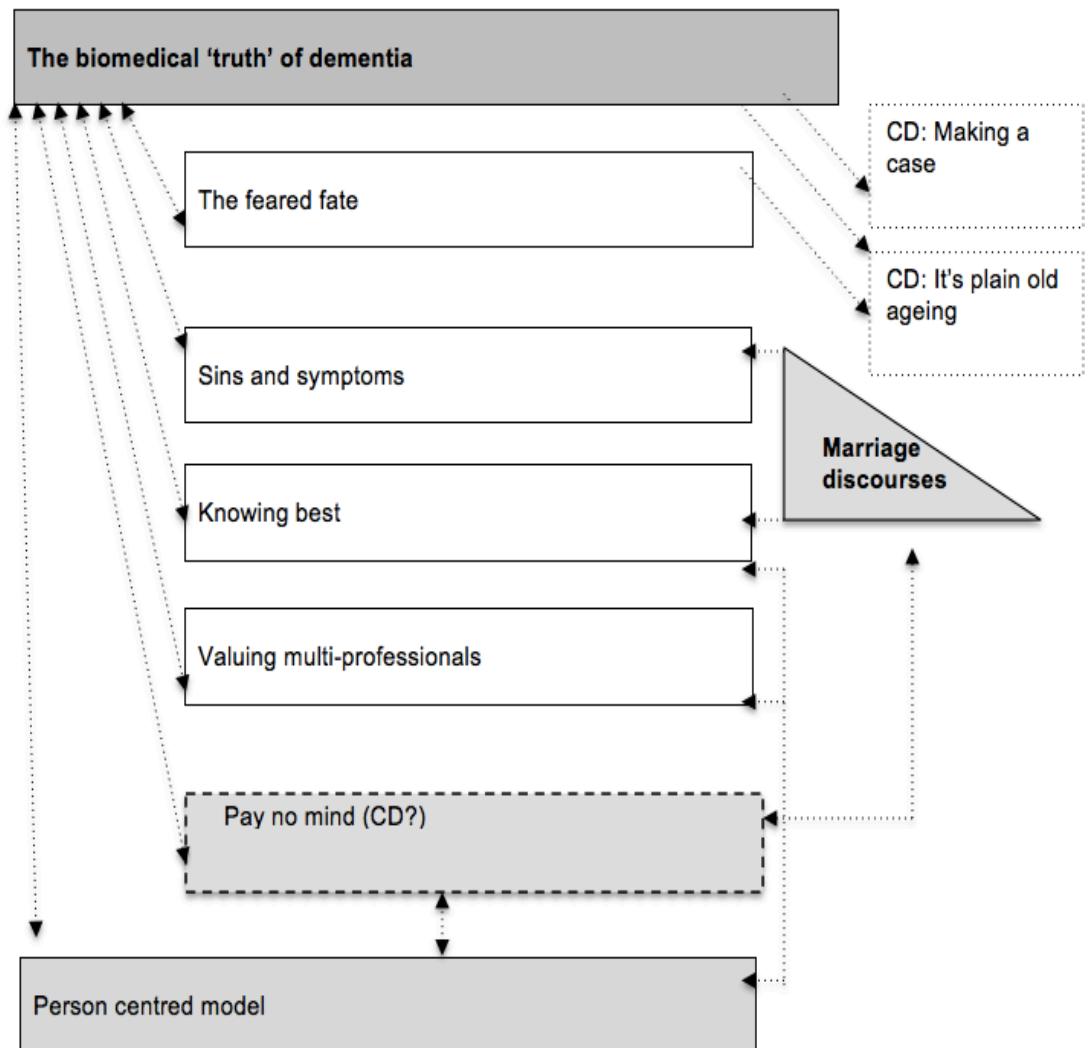 The biomedical ‘truth’ of dementia
CD: Making a
case
The feared fate
CD: It’s plain old
ageing
Sins and symptoms
Marriage
discourses
Knowing best
Valuing multi-professionals
Pay no mind (CD?)
Person centred model